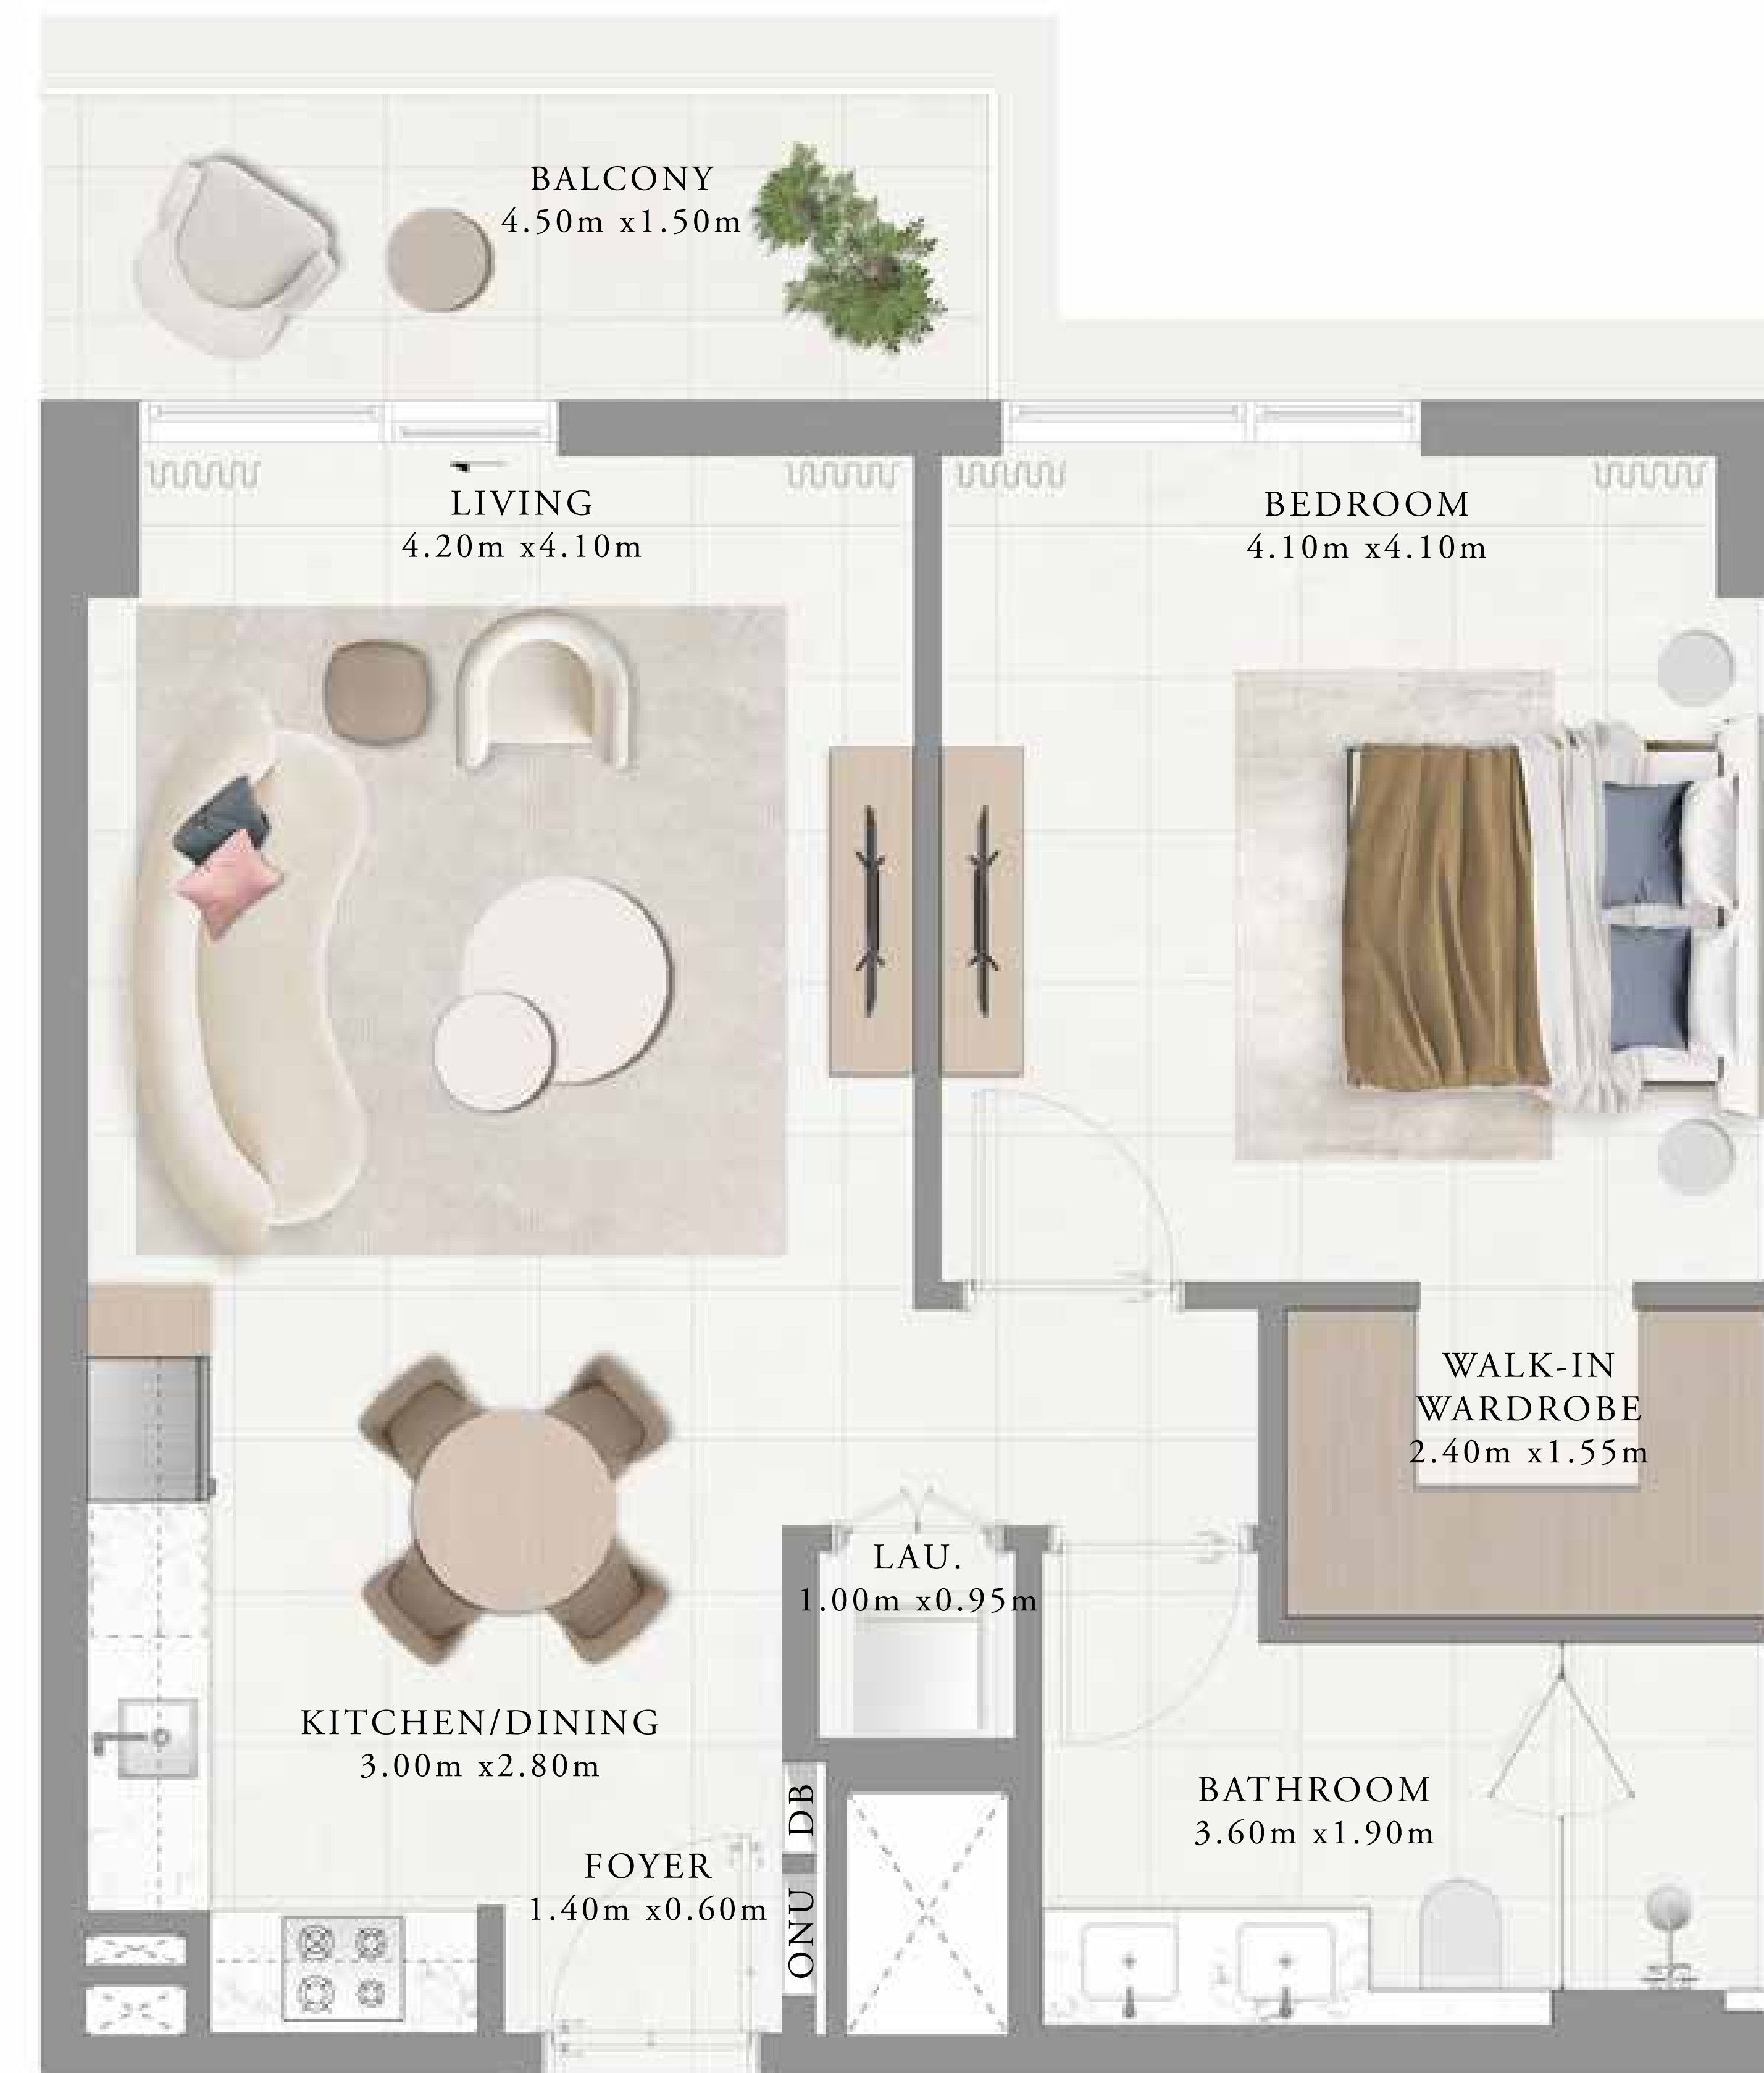 BALCONY
4.50m x1.50m
LIVING
4.20m x4.10m
BEDROOM
4.10m x4.10m
WALK-IN
WARDROBE
2.40m x1.55m
LAU.
1.00m x0.95m
KITCHEN/DINING
3.00m x2.80m
BATHROOM
3.60m x1.90m
FOYER
1.40m x0.60m
DB
ONU